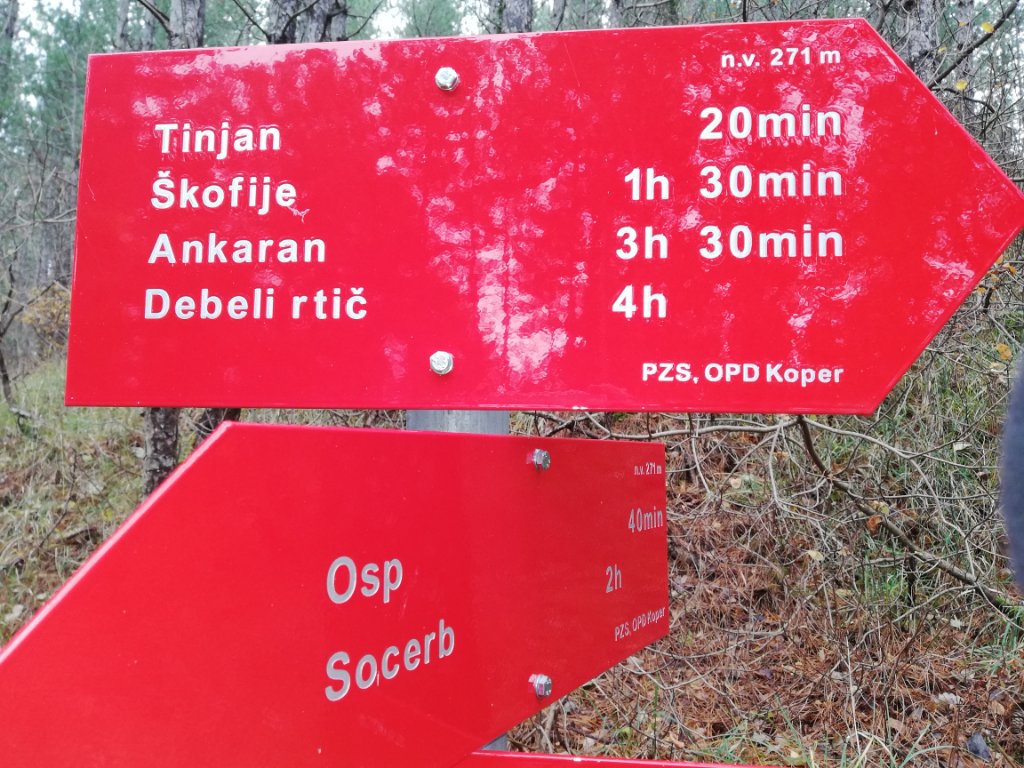 n.v. 271 m
Tinjan 20min
Škofije 1h 30min
Ankaran 3h 30min
Debeli rtič 4h
PZS, OPD Koper
n.v. 271 m
Osp 40min
Socerb 2h
PZS, OPD Koper